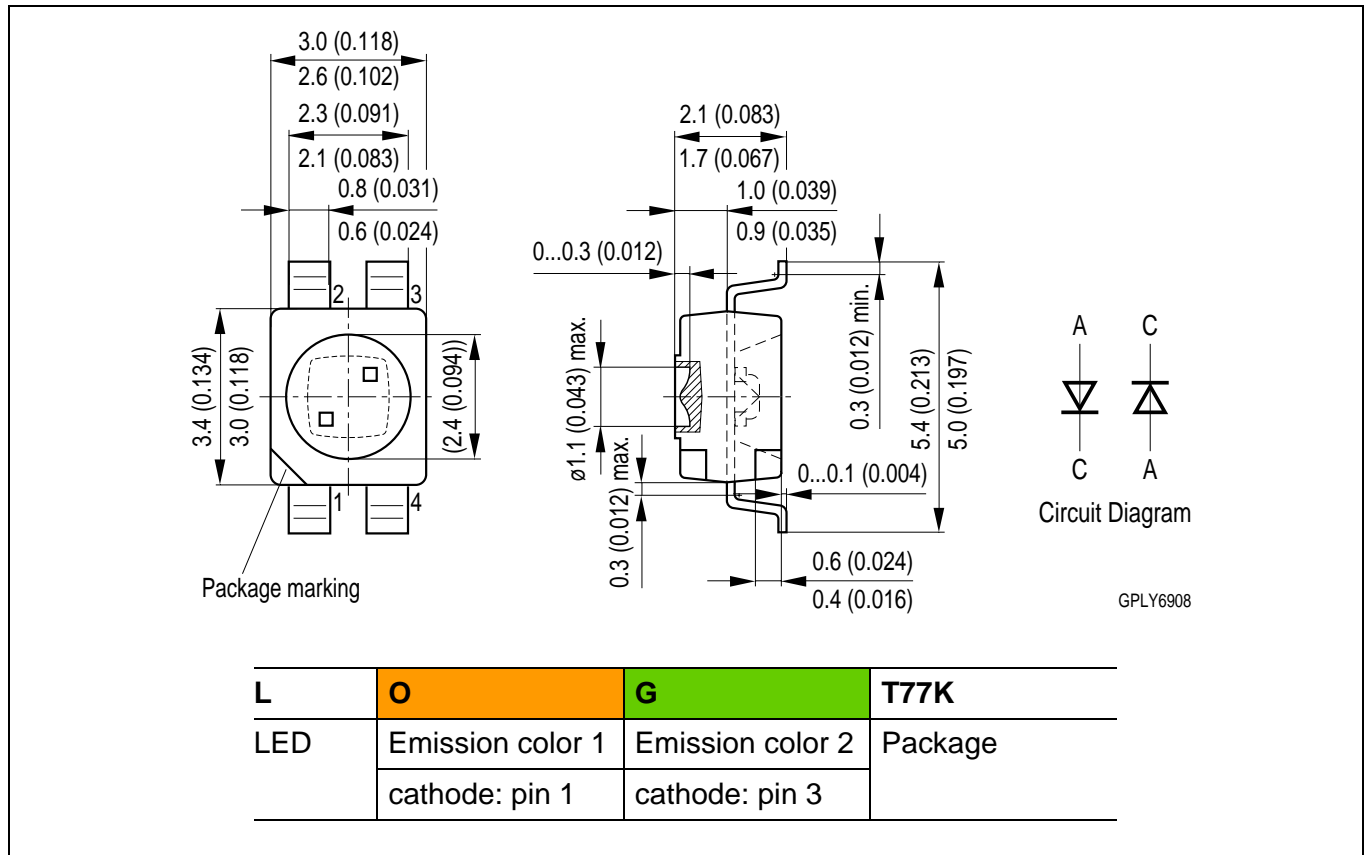 3.0 (0.118)
2.6 (0.102)
2.3 (0.091)
2.1 (0.083)
0.8 (0.031)
0.6 (0.024)
2
3
3.4 (0.134)
3.0 (0.118)
(2.4 (0.094))
1
4
Package marking
2.1 (0.083)
1.7 (0.067)
1.0 (0.039)
0.9 (0.035)
0...0.3 (0.012)
ø1.1 (0.043) max.
0.3 (0.012) max.
0.3 (0.012) min.
5.4 (0.213)
5.0 (0.197)
0...0.1 (0.004)
0.6 (0.024)
0.4 (0.016)
A C
C A
Circuit Diagram
GPLY6908
L O G T77K
LED Emission color 1 Emission color 2 Package
cathode: pin 1 cathode: pin 3